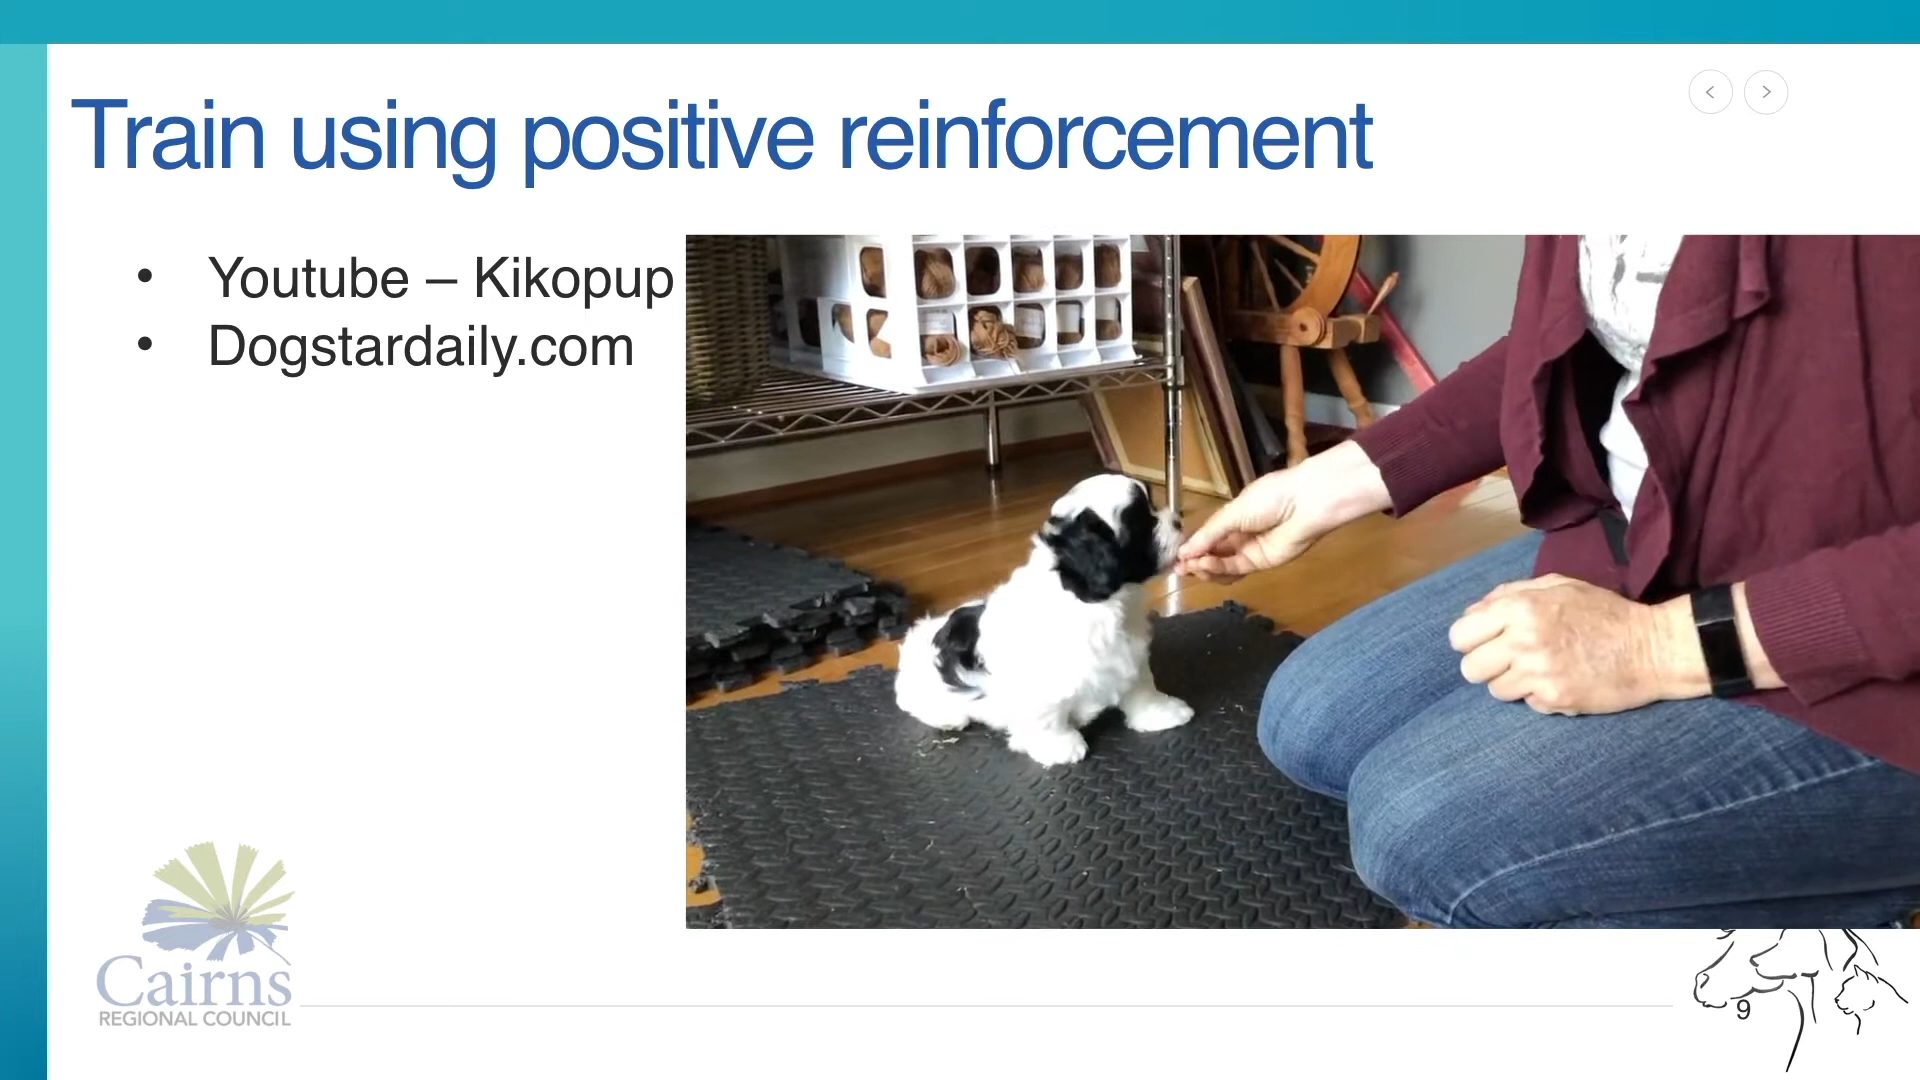 Train using positive reinforcement
• Youtube – Kikopup
• Dogstardaily.com
Cairns
REGIONAL COUNCIL
9